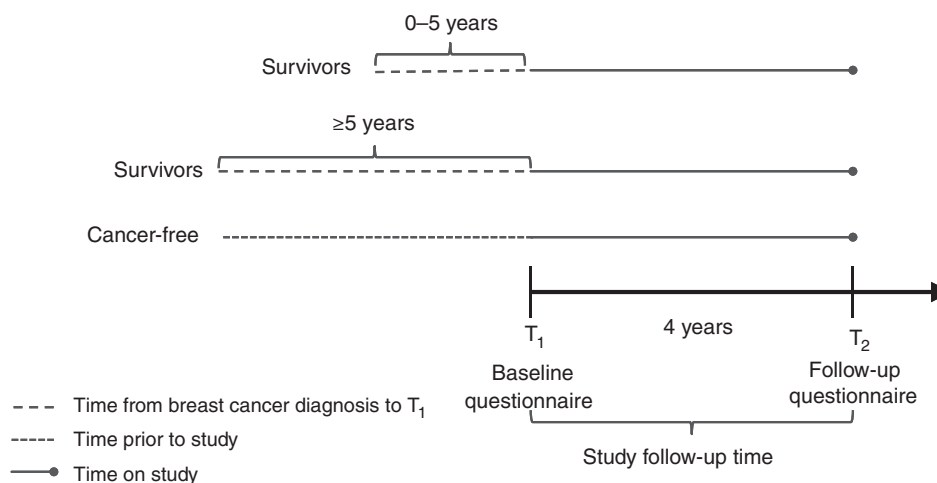 0–5 years
Survivors
≥5 years
Survivors
Cancer-free
T₁
4 years
T₂
Baseline
questionnaire
Follow-up
questionnaire
Time from breast cancer diagnosis to T₁
Time prior to study
Study follow-up time
Time on study